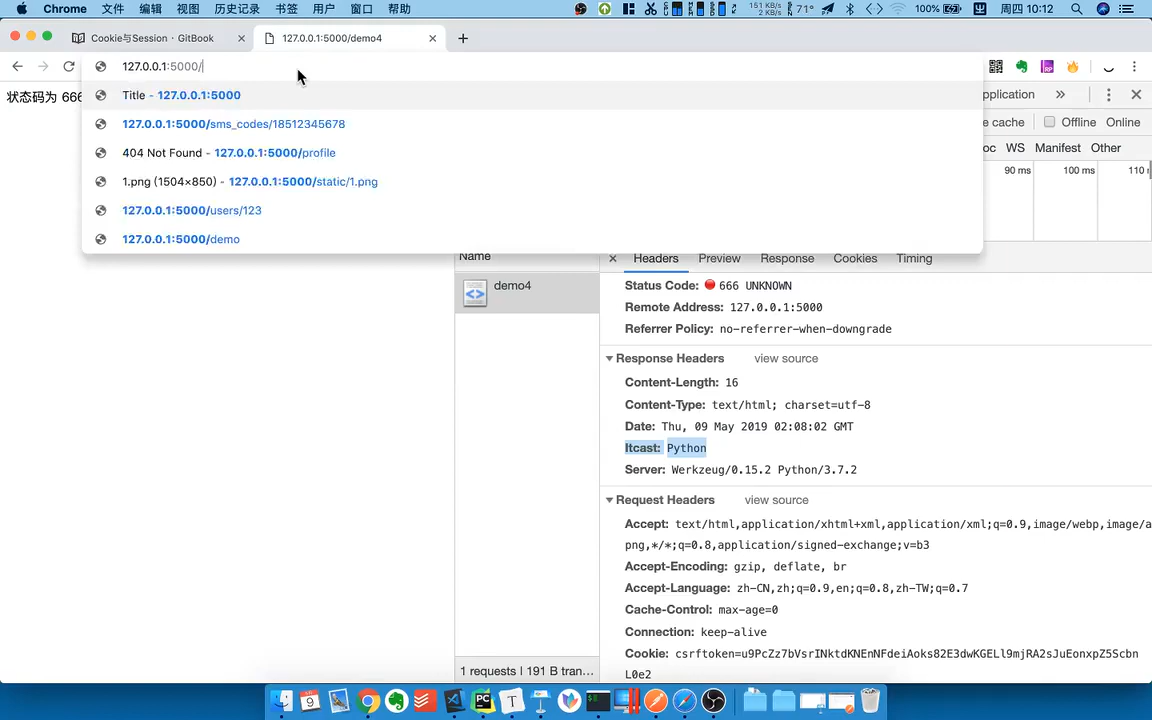 Chrome 文件 编辑 视图 历史记录 书签 用户 窗口 帮助 151 KB/s 2 KB/s 71° 100% 周四 10:12
Cookie与Session · GitBook 127.0.0.1:5000/demo4
127.0.0.1:5000/
状态码为 666 pplication
Title - 127.0.0.1:5000
127.0.0.1:5000/sms_codes/18512345678 e cache Offline Online
404 Not Found - 127.0.0.1:5000/profile oc WS Manifest Other
1.png (1504×850) - 127.0.0.1:5000/static/1.png 90 ms 100 ms 110
127.0.0.1:5000/users/123
127.0.0.1:5000/demo
Name Headers Preview Response Cookies Timing
demo4 Status Code: 666 UNKNOWN
Remote Address: 127.0.0.1:5000
Referrer Policy: no-referrer-when-downgrade
Response Headers view source
Content-Length: 16
Content-Type: text/html; charset=utf-8
Date: Thu, 09 May 2019 02:08:02 GMT
Itcast: Python
Server: Werkzeug/0.15.2 Python/3.7.2
Request Headers view source
Accept: text/html,application/xhtml+xml,application/xml;q=0.9,image/webp,image/a
png,*/*;q=0.8,application/signed-exchange;v=b3
Accept-Encoding: gzip, deflate, br
Accept-Language: zh-CN,zh;q=0.9,en;q=0.8,zh-TW;q=0.7
Cache-Control: max-age=0
Connection: keep-alive
Cookie: csrftoken=u9PcZz7bVsrINktdKNEnNFdeiAoks82E3dwKGELl9mjRA2sJuEonxpZ5Scbn
L0e2
1 requests | 191 B tran...